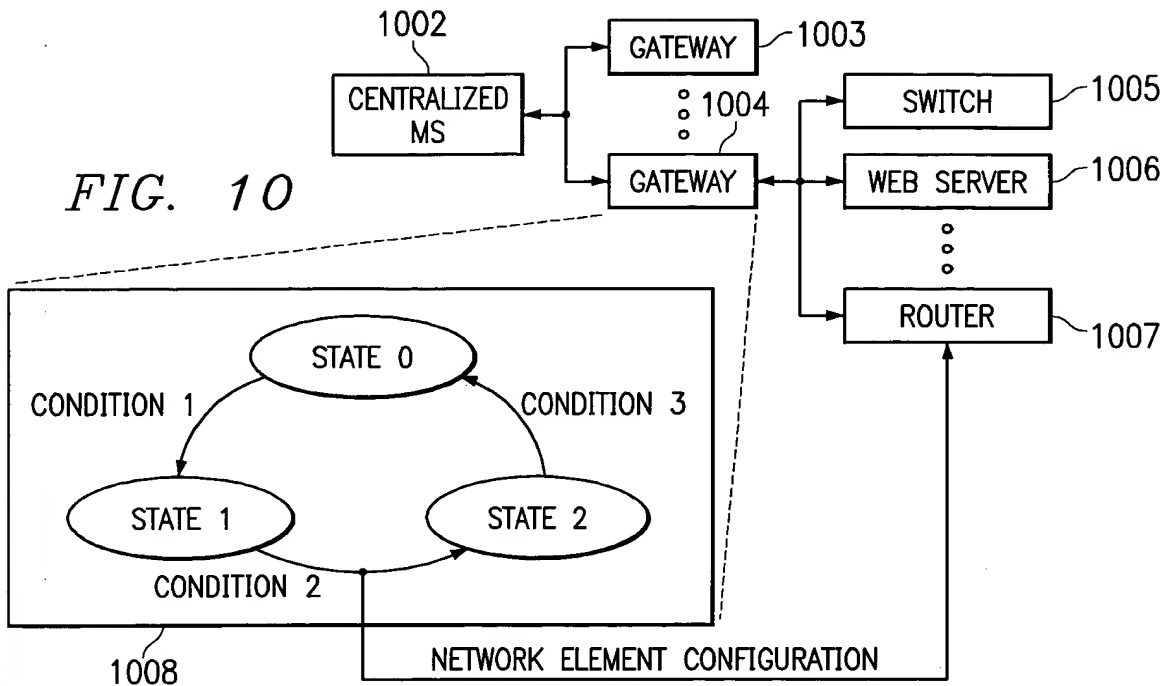 1002
GATEWAY
1003
CENTRALIZED
MS
1004
SWITCH
1005
GATEWAY
WEB SERVER
1006
FIG. 10
ROUTER
1007
STATE 0
CONDITION 1
CONDITION 3
STATE 1
STATE 2
CONDITION 2
1008
NETWORK ELEMENT CONFIGURATION